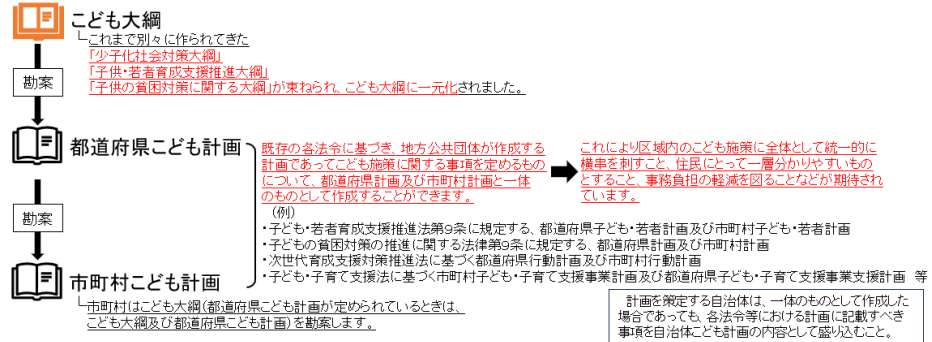 こども大綱
└これまで別々に作られてきた
「少子化社会対策大綱」
「子供・若者育成支援推進大綱」
「子供の貧困対策に関する大綱」が束ねられ、こども大綱に一元化されました。
勘案
都道府県こども計画
既存の各法令に基づき、地方公共団体が作成する
計画であってこども施策に関する事項を定めるもの
について、都道府県計画及び市町村計画と一体
のものとして作成することができます。
これにより区域内のこども施策に全体として統一的に
横串を刺すこと、住民にとって一層分かりやすいもの
とすること、事務負担の軽減を図ることなどが期待され
ています。
(例)
・子ども・若者育成支援推進法第9条に規定する、都道府県子ども・若者計画及び市町村子ども・若者計画
・子どもの貧困対策の推進に関する法律第9条に規定する、都道府県計画及び市町村計画
・次世代育成支援対策推進法に基づく都道府県行動計画及び市町村行動計画
・子ども・子育て支援法に基づく市町村子ども・子育て支援事業計画及び都道府県子ども・子育て支援事業支援計画 等
勘案
市町村こども計画
└市町村はこども大綱(都道府県こども計画が定められているときは、
こども大綱及び都道府県こども計画)を勘案します。
計画を策定する自治体は、一体のものとして作成した
場合であっても、各法令等における計画に記載すべき
事項を自治体こども計画の内容として盛り込むこと。